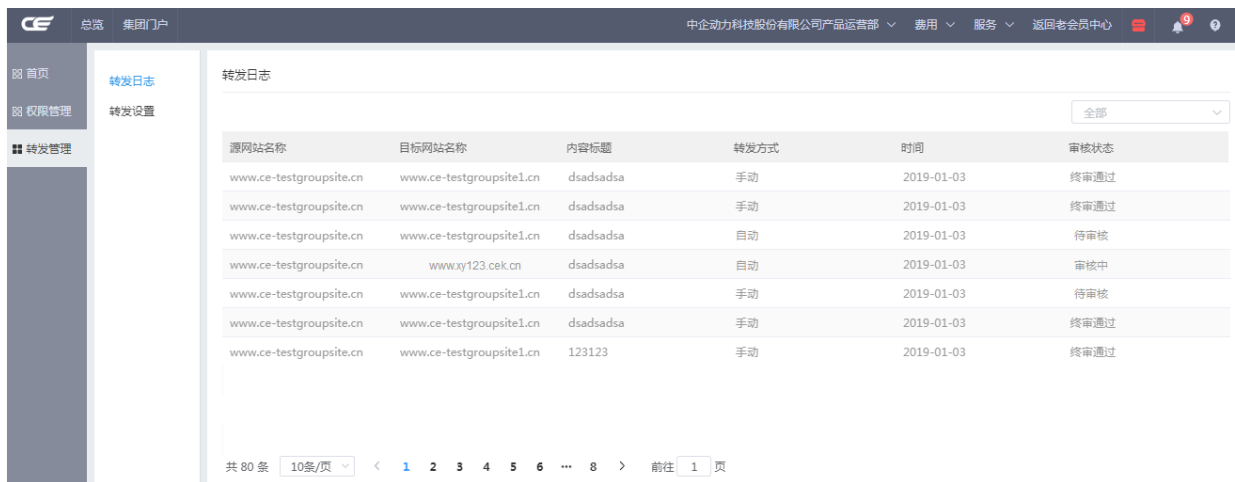 CE 总览 集团门户 中企动力科技股份有限公司产品运营部 费用 服务 返回老会员中心 9
首页
权限管理
转发管理
转发日志
转发设置
转发日志
全部
源网站名称 目标网站名称 内容标题 转发方式 时间 审核状态
www.ce-testgroupsite.cn www.ce-testgroupsite1.cn dsadsadsa 手动 2019-01-03 终审通过
www.ce-testgroupsite.cn www.ce-testgroupsite1.cn dsadsadsa 手动 2019-01-03 终审通过
www.ce-testgroupsite.cn www.ce-testgroupsite1.cn dsadsadsa 自动 2019-01-03 待审核
www.ce-testgroupsite.cn www.xy123.cek.cn dsadsadsa 自动 2019-01-03 审核中
www.ce-testgroupsite.cn www.ce-testgroupsite1.cn dsadsadsa 手动 2019-01-03 待审核
www.ce-testgroupsite.cn www.ce-testgroupsite1.cn dsadsadsa 手动 2019-01-03 终审通过
www.ce-testgroupsite.cn www.ce-testgroupsite1.cn 123123 手动 2019-01-03 终审通过
共 80 条 10条/页 < 1 2 3 4 5 6 ··· 8 > 前往 1 页